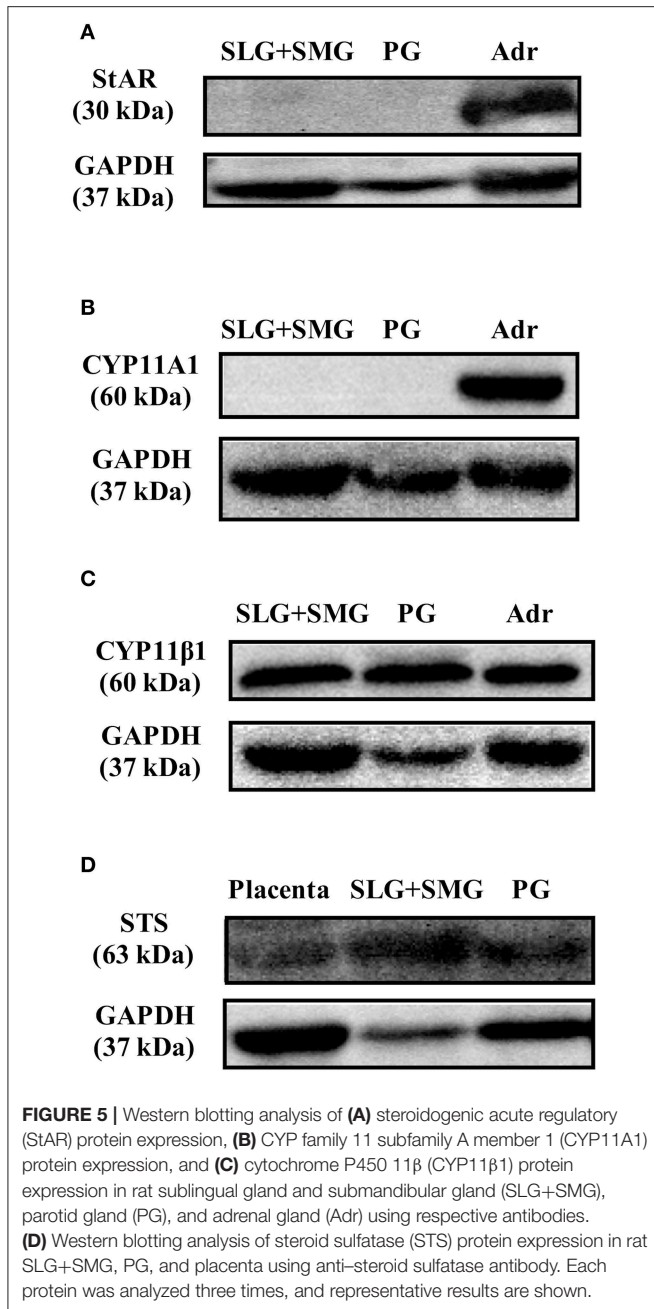 A
SLG+SMG PG Adr
StAR
(30 kDa)
GAPDH
(37 kDa)
B
SLG+SMG PG Adr
CYP11A1
(60 kDa)
GAPDH
(37 kDa)
C
SLG+SMG PG Adr
CYP11β1
(60 kDa)
GAPDH
(37 kDa)
D
Placenta SLG+SMG PG
STS
(63 kDa)
GAPDH
(37 kDa)
FIGURE 5 | Western blotting analysis of (A) steroidogenic acute regulatory
(StAR) protein expression, (B) CYP family 11 subfamily A member 1 (CYP11A1)
protein expression, and (C) cytochrome P450 11β (CYP11β1) protein
expression in rat sublingual gland and submandibular gland (SLG+SMG),
parotid gland (PG), and adrenal gland (Adr) using respective antibodies.
(D) Western blotting analysis of steroid sulfatase (STS) protein expression in rat
SLG+SMG, PG, and placenta using anti–steroid sulfatase antibody. Each
protein was analyzed three times, and representative results are shown.